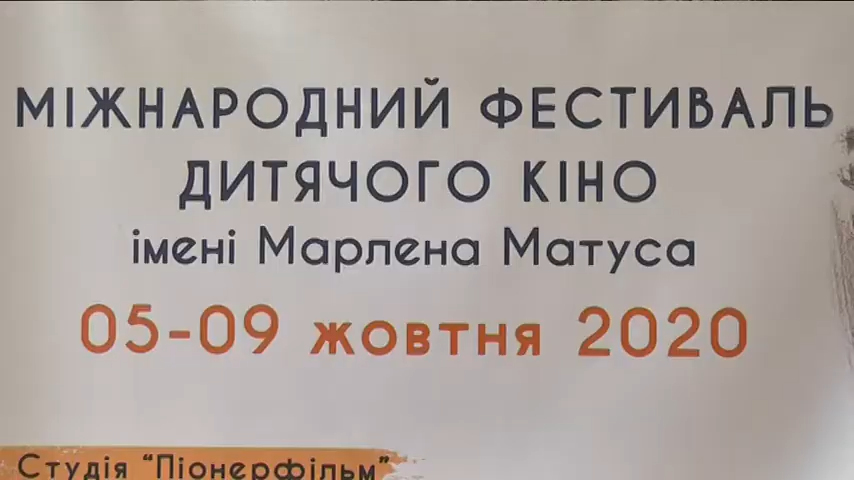 МІЖНАРОДНИЙ ФЕСТИВАЛЬ
ДИТЯЧОГО КІНО
імені Марлена Матуса
05-09 жовтня 2020
Студія "Піонерфільм"